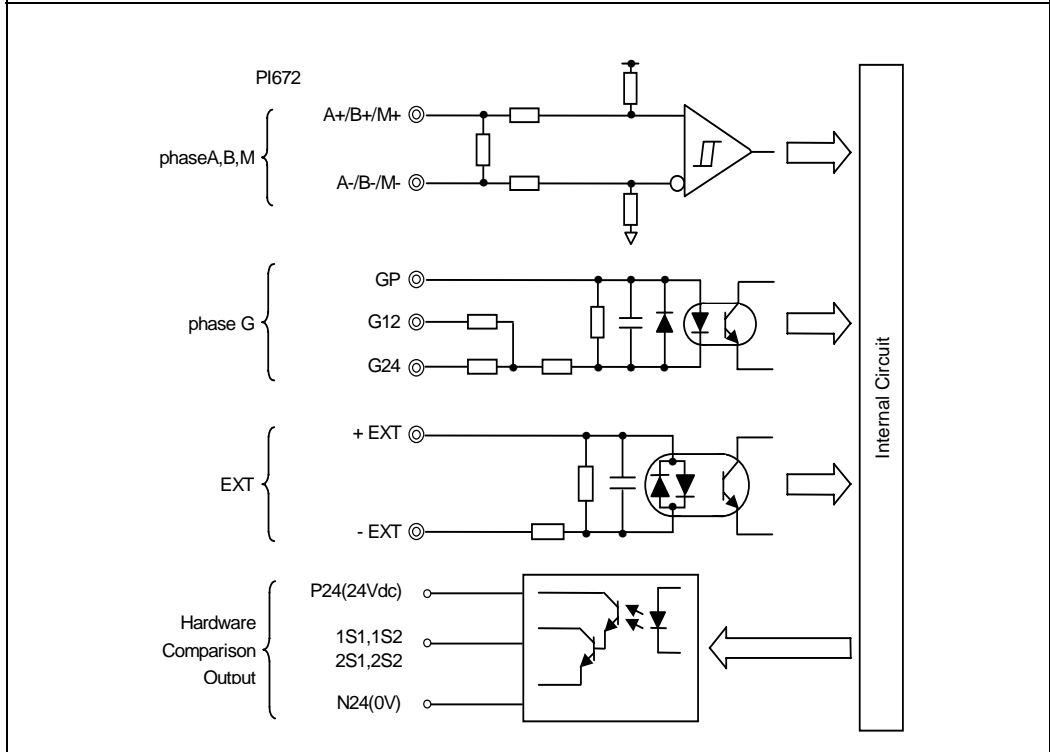 PI672
A+/B+/M+
phaseA,B,M
A-/B-/M-
GP
phase G
G12
G24
+ EXT
EXT
- EXT
P24(24Vdc)
Hardware
Comparison
Output
1S1,1S2
2S1,2S2
N24(0V)
Internal Circuit